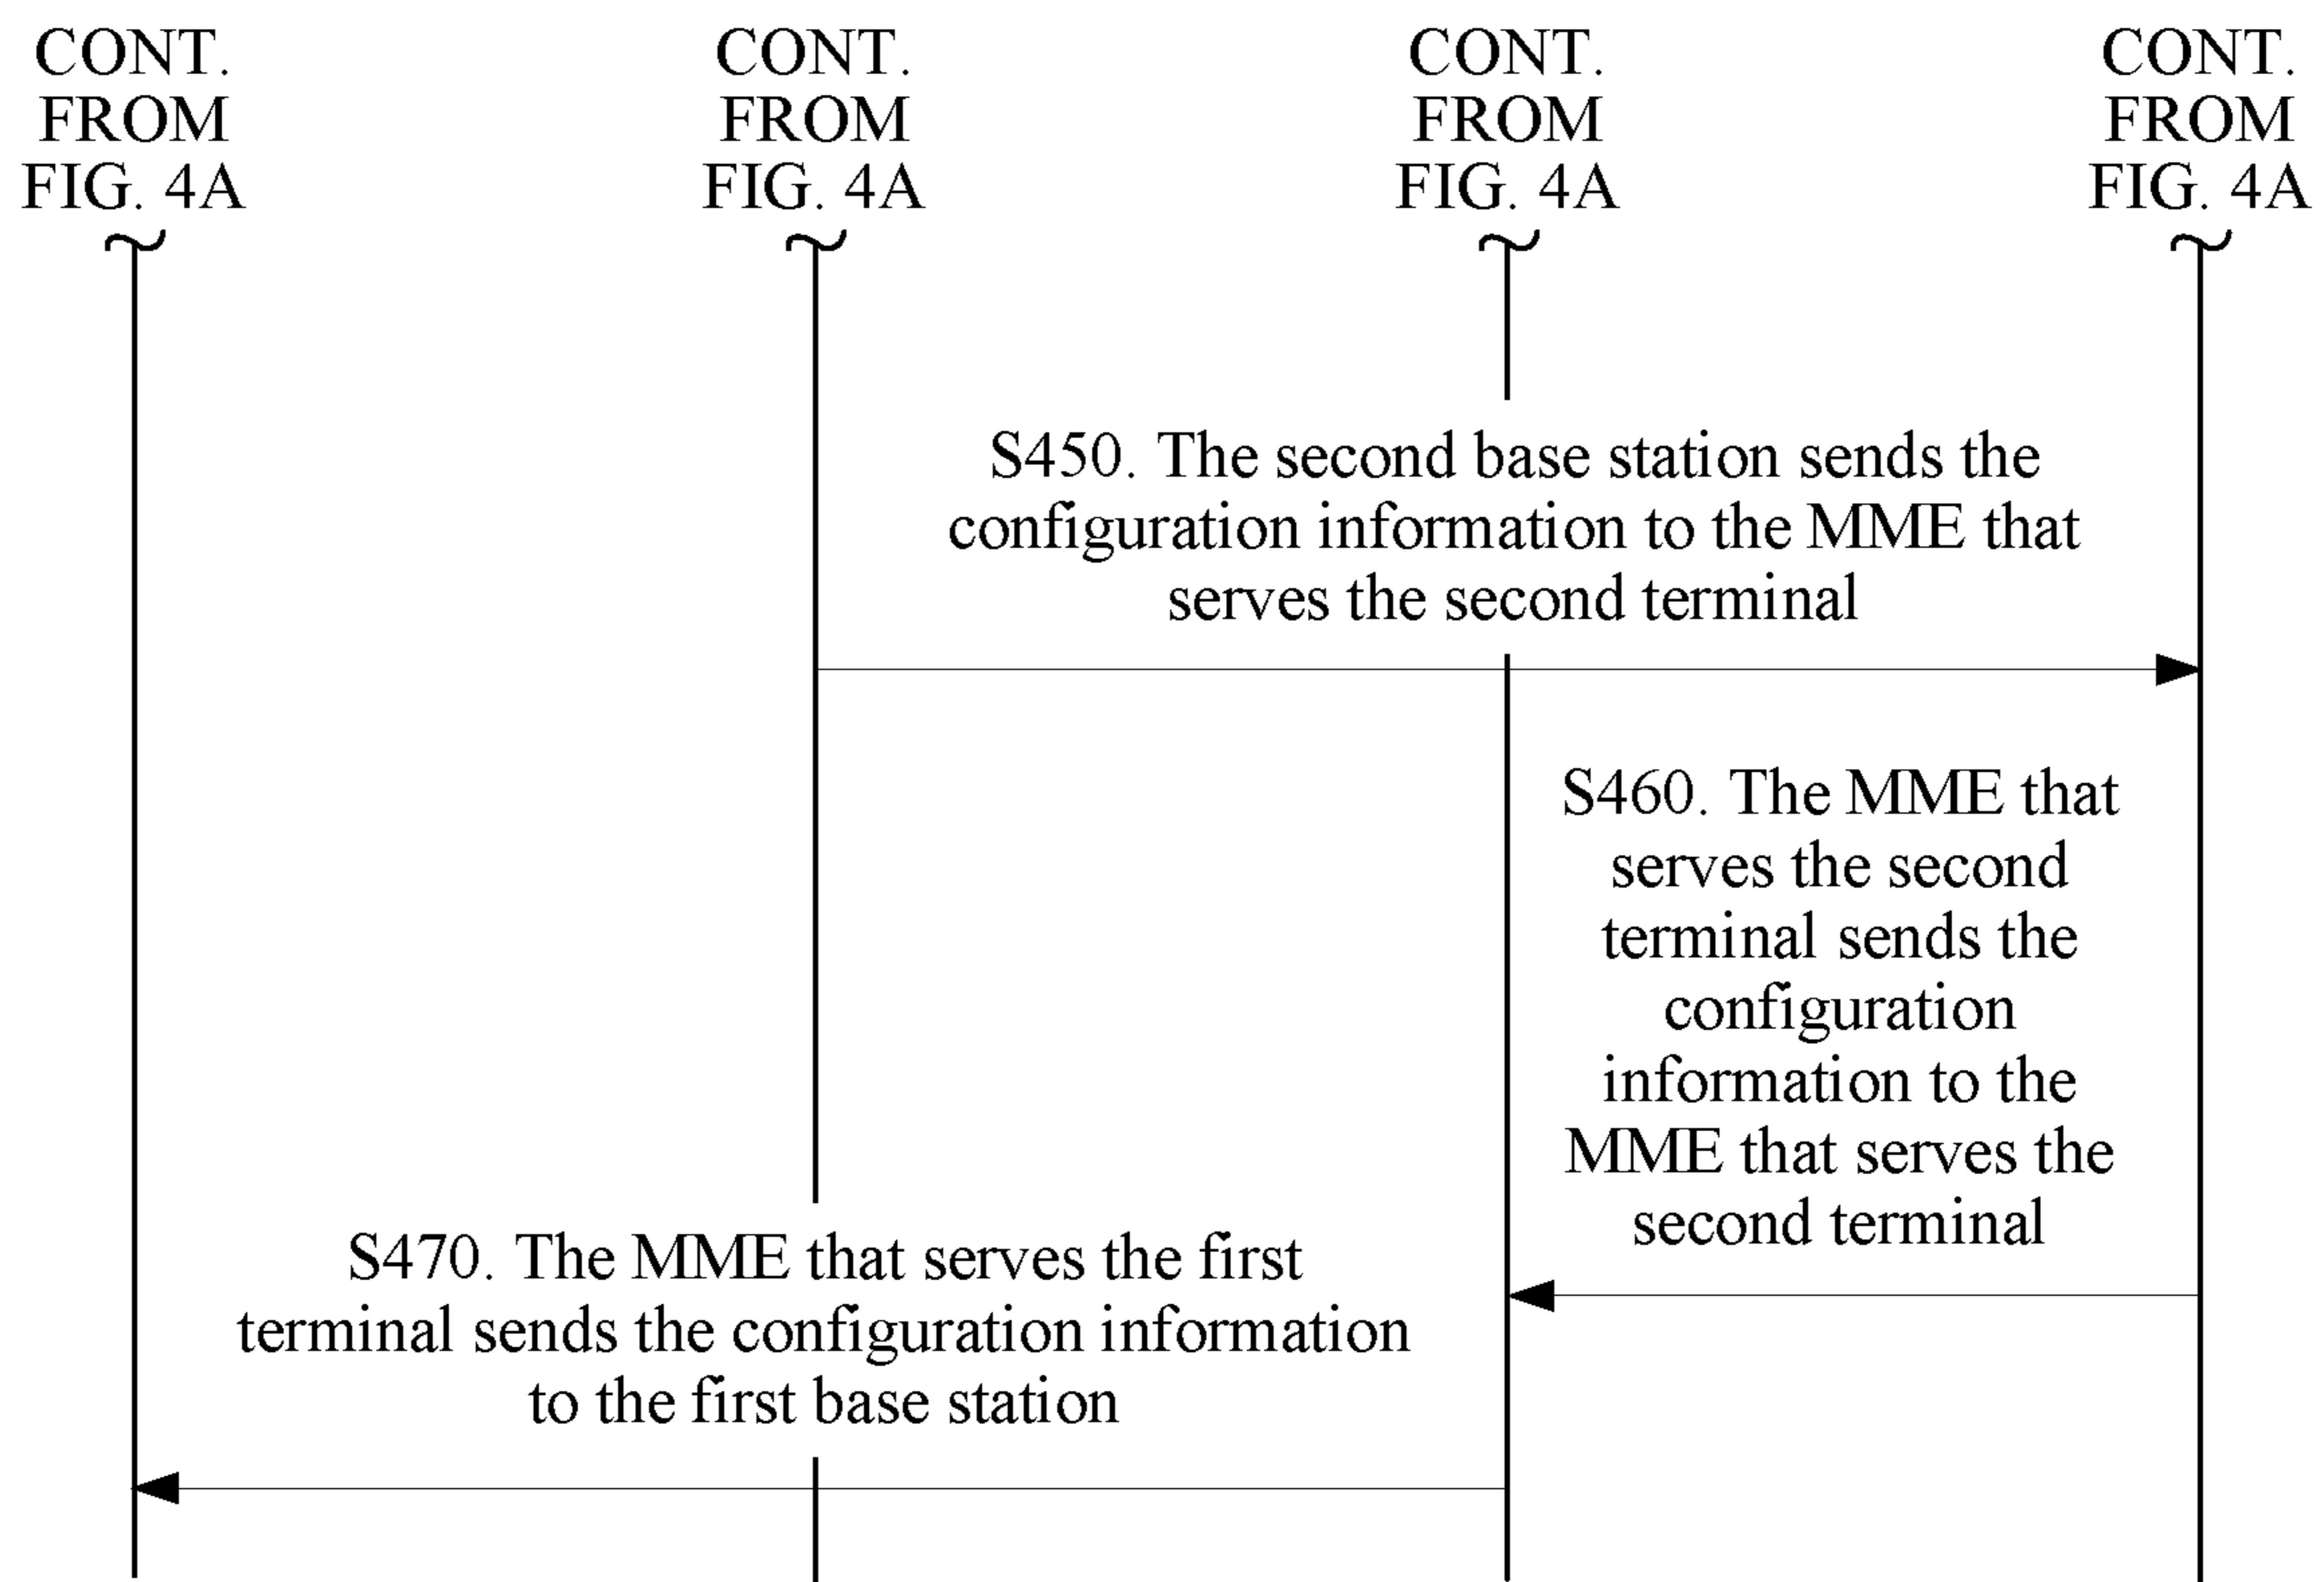 CONT.
FROM
FIG. 4A
CONT.
FROM
FIG. 4A
CONT.
FROM
FIG. 4A
CONT.
FROM
FIG. 4A
S450. The second base station sends the
configuration information to the MME that
serves the second terminal
S460. The MME that
serves the second
terminal sends the
configuration
information to the
MME that serves the
second terminal
S470. The MME that serves the first
terminal sends the configuration information
to the first base station